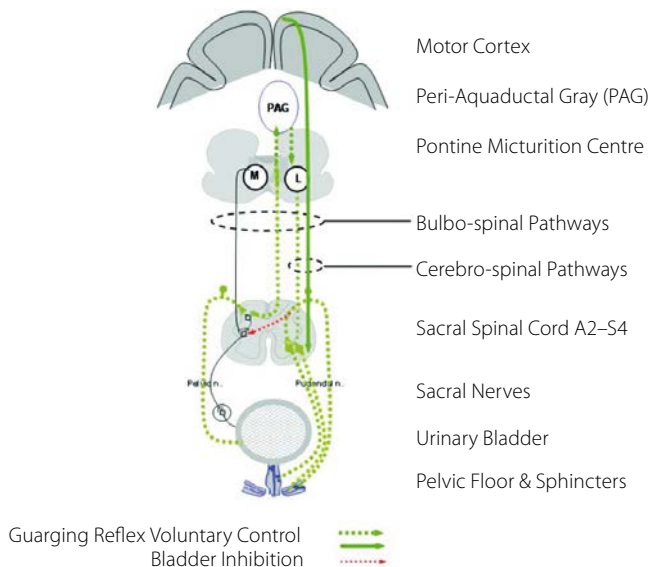 Motor Cortex
PAG
Peri-Aquaductal Gray (PAG)
Pontine Micturition Centre
M
L
Bulbo-spinal Pathways
Cerebro-spinal Pathways
Sacral Spinal Cord A2–S4
Pelvic n.
Pudendal n.
Sacral Nerves
Urinary Bladder
Pelvic Floor & Sphincters
Guarging Reflex Voluntary Control
Bladder Inhibition